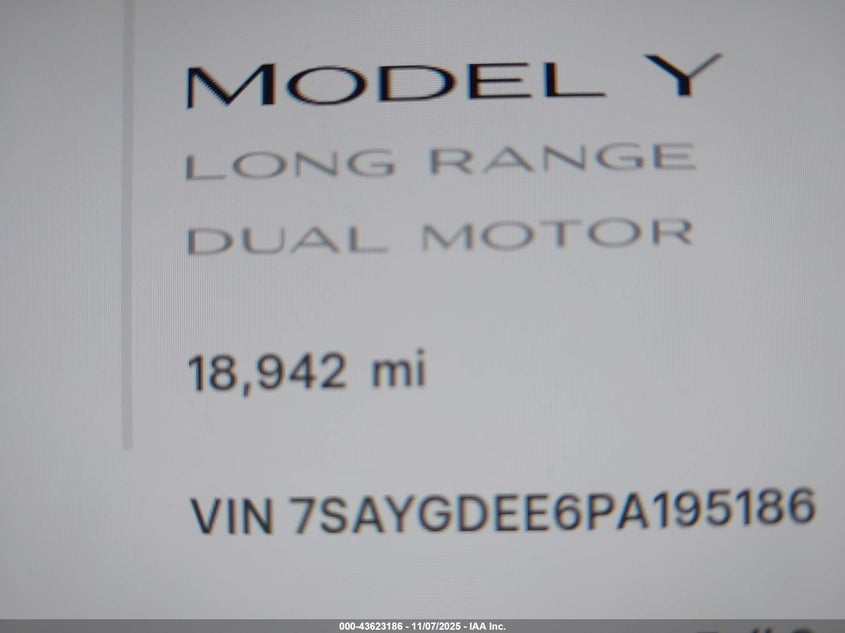 MODEL Y
LONG RANGE
DUAL MOTOR
18,942 mi
VIN 7SAYGDEE6PA195186
000-43623186 - 11/07/2025 - IAA Inc.